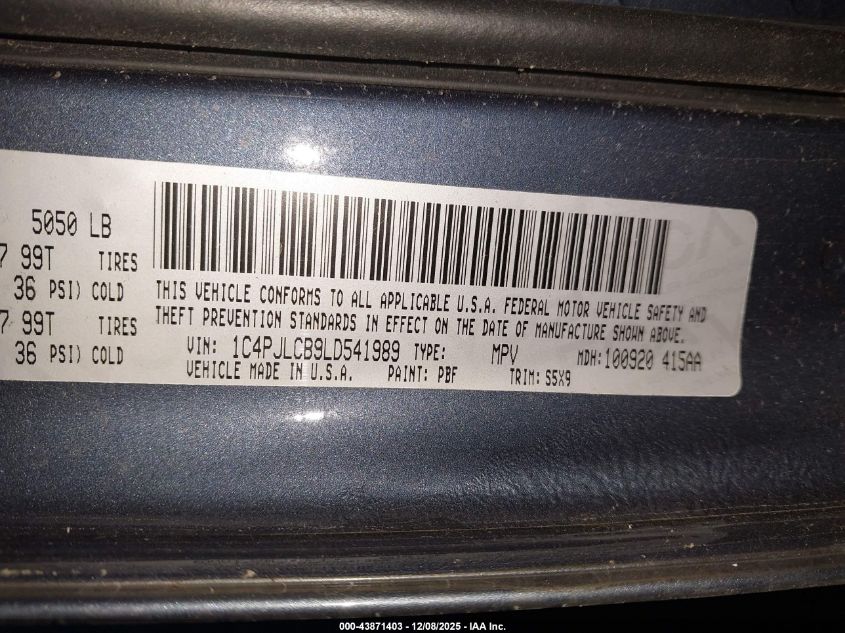 5050 LB
7 99T TIRES
36 PSI) COLD
7 99T TIRES
36 PSI) COLD
THIS VEHICLE CONFORMS TO ALL APPLICABLE U.S.A. FEDERAL MOTOR VEHICLE SAFETY AND
THEFT PREVENTION STANDARDS IN EFFECT ON THE DATE OF MANUFACTURE SHOWN ABOVE.
VIN: 1C4PJLCB9LD541989 TYPE: MPV MDH: 100920 415AA
VEHICLE MADE IN U.S.A. PAINT: PBF TRIM: S5X9
000-43871403 - 12/08/2025 - IAA Inc.